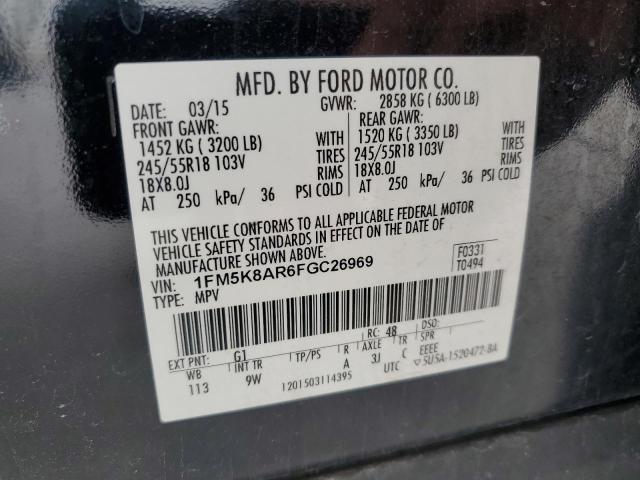 MFD. BY FORD MOTOR CO.
DATE: 03/15 GVWR: 2858 KG ( 6300 LB)
FRONT GAWR: REAR GAWR:
1452 KG ( 3200 LB) 1520 KG ( 3350 LB)
245/55R18 103V TIRES 245/55R18 103V TIRES
18X8.0J RIMS 18X8.0J RIMS
AT 250 kPa/ 36 PSI COLD AT 250 kPa/ 36 PSI COLD
THIS VEHICLE CONFORMS TO ALL APPLICABLE FEDERAL MOTOR
VEHICLE SAFETY STANDARDS IN EFFECT ON THE DATE OF
MANUFACTURE SHOWN ABOVE.
VIN: 1FM5K8AR6FGC26969 F0331
TYPE: MPV T0494
EXT PNT: G1 RC: 48 DSO:
WB INT TR TP/PS R AXLE TR SPR
113 9W A 3J C EEEE
1201503114395 UTC ▽5U5A-1520472-BA